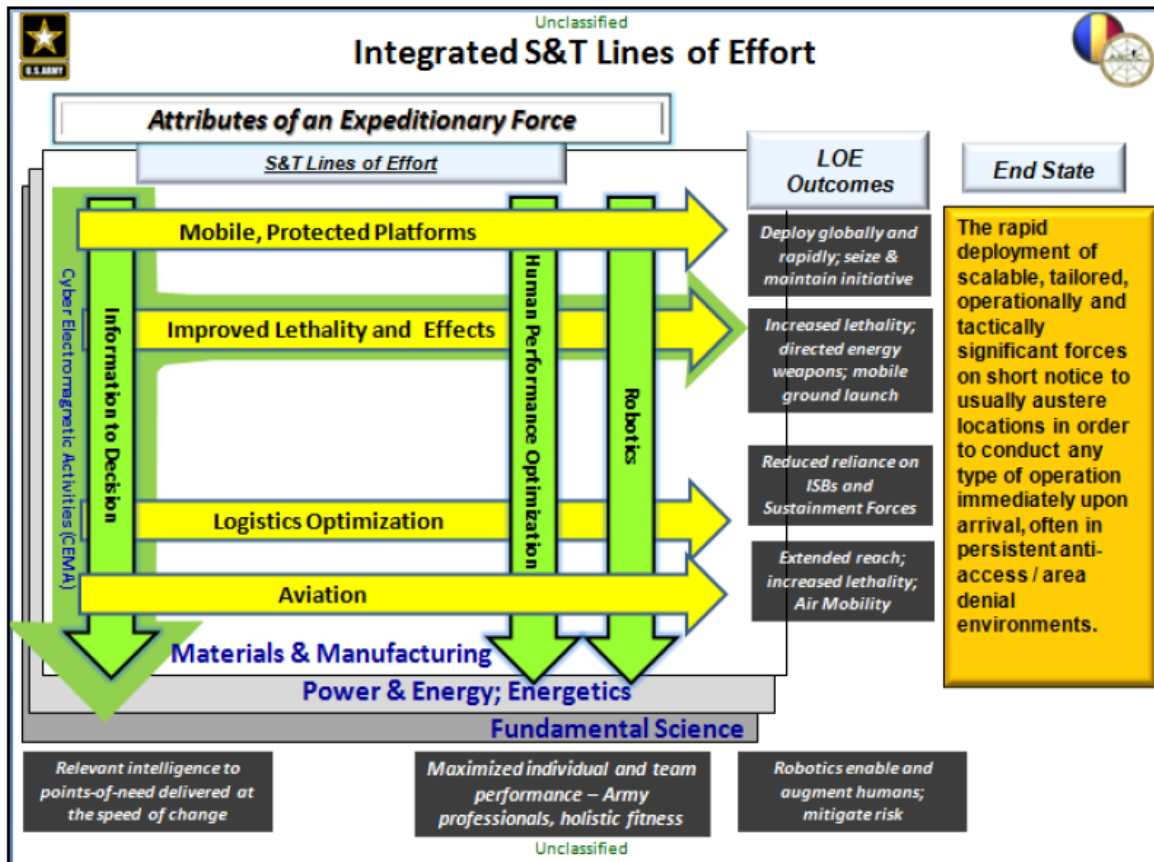 Unclassified
Integrated S&T Lines of Effort
U.S.ARMY
ARCIC
Attributes of an Expeditionary Force
S&T Lines of Effort
LOE
Outcomes
End State
Mobile, Protected Platforms
Improved Lethality and Effects
Logistics Optimization
Aviation
Cyber Electromagnetic Activities (CEMA)
Information to Decision
Human Performance Optimization
Robotics
Materials & Manufacturing
Power & Energy; Energetics
Fundamental Science
Deploy globally and
rapidly; seize &
maintain initiative
Increased lethality;
directed energy
weapons; mobile
ground launch
Reduced reliance on
ISBs and
Sustainment Forces
Extended reach;
increased lethality;
Air Mobility
The rapid
deployment of
scalable, tailored,
operationally and
tactically
significant forces
on short notice to
usually austere
locations in order
to conduct any
type of operation
immediately upon
arrival, often in
persistent anti-
access / area
denial
environments.
Relevant intelligence to
points-of-need delivered at
the speed of change
Maximized individual and team
performance – Army
professionals, holistic fitness
Robotics enable and
augment humans;
mitigate risk
Unclassified